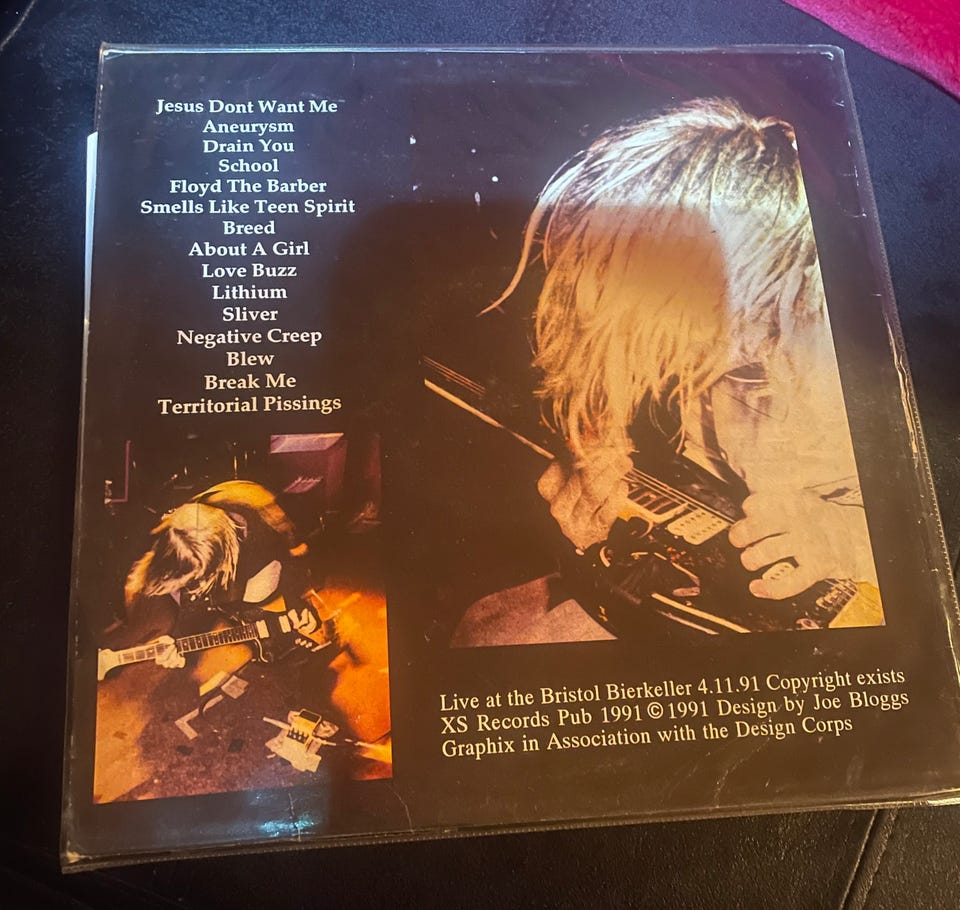 Jesus Dont Want Me
Aneurysm
Drain You
School
Floyd The Barber
Smells Like Teen Spirit
Breed
About A Girl
Love Buzz
Lithium
Sliver
Negative Creep
Blew
Break Me
Territorial Pissings
Live at the Bristol Bierkeller 4.11.91 Copyright exists
XS Records Pub 1991 © 1991 Design by Joe Bloggs
Graphix in Association with the Design Corps